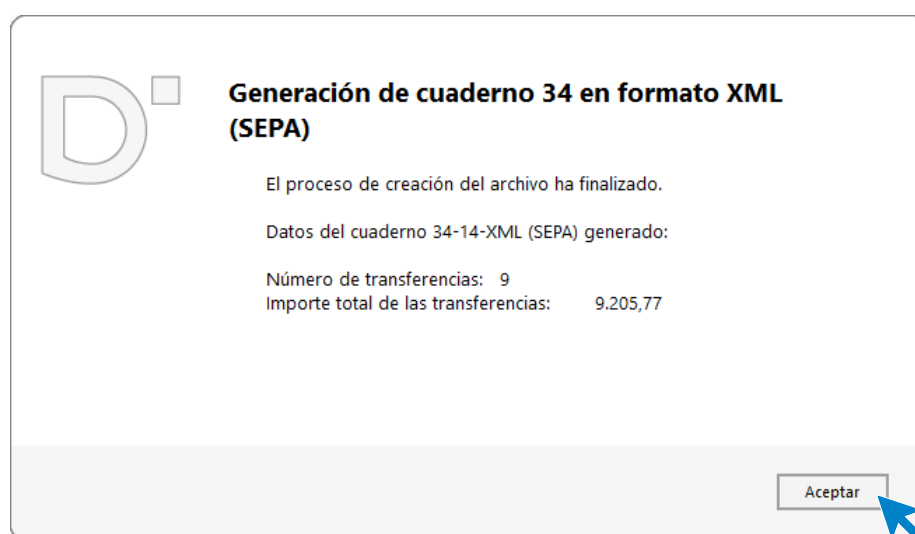 Generación de cuaderno 34 en formato XML
(SEPA)
El proceso de creación del archivo ha finalizado.
Datos del cuaderno 34-14-XML (SEPA) generado:
Número de transferencias: 9
Importe total de las transferencias: 9.205,77
Aceptar